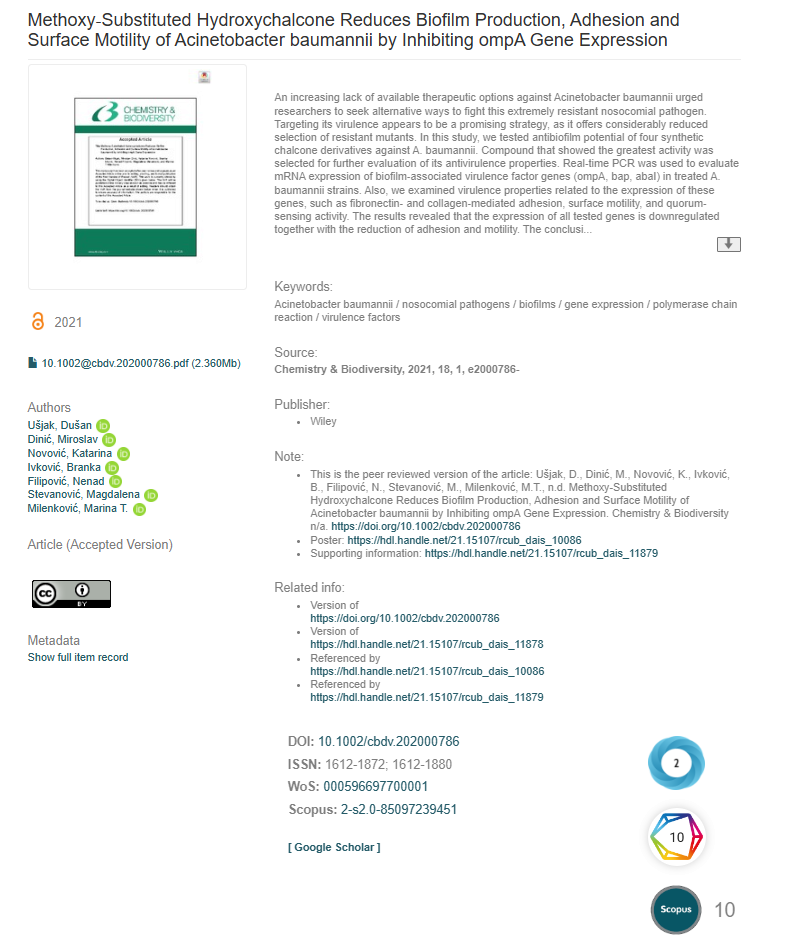 Methoxy-Substituted Hydroxychalcone Reduces Biofilm Production, Adhesion and
Surface Motility of Acinetobacter baumannii by Inhibiting ompA Gene Expression
CHEMISTRY &
BIODIVERSITY
Accepted Article
2021
10.1002@cbdv.202000786.pdf (2.360Mb)
Authors
Ušjak, Dušan
Dinić, Miroslav
Novović, Katarina
Ivković, Branka
Filipović, Nenad
Stevanović, Magdalena
Milenković, Marina T.
Article (Accepted Version)
cc
BY
Metadata
Show full item record
An increasing lack of available therapeutic options against Acinetobacter baumannii urged
researchers to seek alternative ways to fight this extremely resistant nosocomial pathogen.
Targeting its virulence appears to be a promising strategy, as it offers considerably reduced
selection of resistant mutants. In this study, we tested antibiofilm potential of four synthetic
chalcone derivatives against A. baumannii. Compound that showed the greatest activity was
selected for further evaluation of its antivirulence properties. Real-time PCR was used to evaluate
mRNA expression of biofilm-associated virulence factor genes (ompA, bap, abaI) in treated A.
baumannii strains. Also, we examined virulence properties related to the expression of these
genes, such as fibronectin- and collagen-mediated adhesion, surface motility, and quorum-
sensing activity. The results revealed that the expression of all tested genes is downregulated
together with the reduction of adhesion and motility. The conclusi...
Keywords:
Acinetobacter baumannii / nosocomial pathogens / biofilms / gene expression / polymerase chain
reaction / virulence factors
Source:
Chemistry & Biodiversity, 2021, 18, 1, e2000786-
Publisher:
Wiley
Note:
This is the peer reviewed version of the article: Ušjak, D., Dinić, M., Novović, K., Ivković,
B., Filipović, N., Stevanović, M., Milenković, M.T., n.d. Methoxy-Substituted
Hydroxychalcone Reduces Biofilm Production, Adhesion and Surface Motility of
Acinetobacter baumannii by Inhibiting ompA Gene Expression. Chemistry & Biodiversity
n/a. https://doi.org/10.1002/cbdv.202000786
Poster: https://hdl.handle.net/21.15107/rcub_dais_10086
Supporting information: https://hdl.handle.net/21.15107/rcub_dais_11879
Related info:
Version of
https://doi.org/10.1002/cbdv.202000786
Version of
https://hdl.handle.net/21.15107/rcub_dais_11878
Referenced by
https://hdl.handle.net/21.15107/rcub_dais_10086
Referenced by
https://hdl.handle.net/21.15107/rcub_dais_11879
DOI: 10.1002/cbdv.202000786
ISSN: 1612-1872; 1612-1880
WoS: 000596697700001
Scopus: 2-s2.0-85097239451
[ Google Scholar ]
2
10
Scopus 10